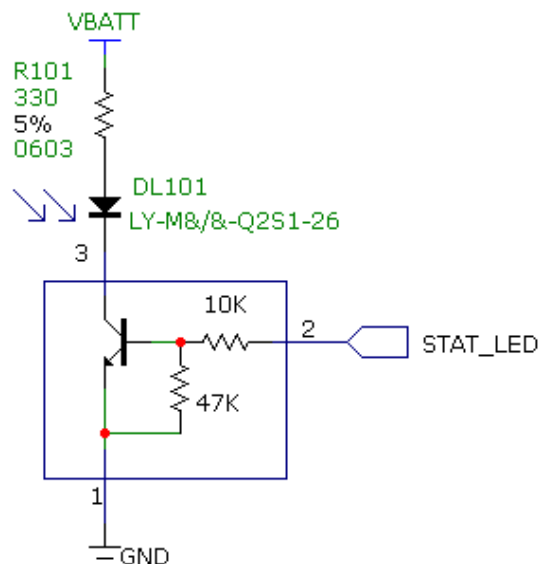 VBATT
R101
330
5%
0603
DL101
LY-M&/&-Q2S1-26
3
10K
2
STAT_LED
47K
1
GND